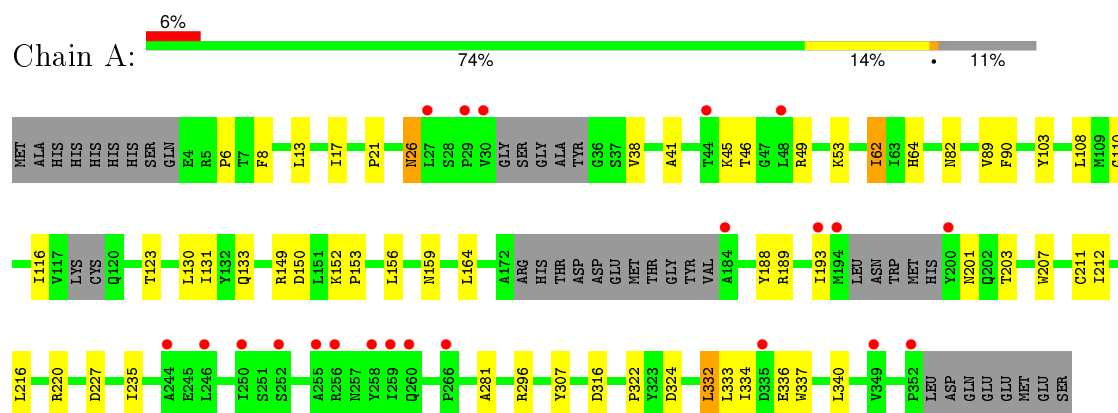 6%
Chain A:
74% 14% • 11%
MET ALA HIS HIS HIS HIS HIS HIS SER GLN E4 R5 P6 T7 F8 L13 I17 P21 N26 L27 S28 P29 V30 GLY SER GLY ALA TYR G36 S37 V38 A41 T44 K45 T46 G47 L48 R49 K53 I62 I63 H64 N82 V89 F90 Y103 L108 M109 G110
I116 V117 LYS CYS Q120 T123 L130 I131 Y132 Q133 R149 D150 L151 K152 P153 L156 N159 L164 A172 ARG HIS THR ASP ASP GLU MET THR GLY TYR VAL A184 Y188 R189 I193 M194 LEU ASN TRP MET HIS Y200 N201 Q202 T203 W207 C211 I212
L216 R220 D227 I235 A244 E245 L246 I250 S251 S252 A255 R256 N257 Y258 I259 Q260 P266 A281 R296 Y307 D316 P322 Y323 D324 L332 L333 I334 D335 E336 W337 L340 V349 P352 LEU ASP GLN GLU GLU MET GLU SER